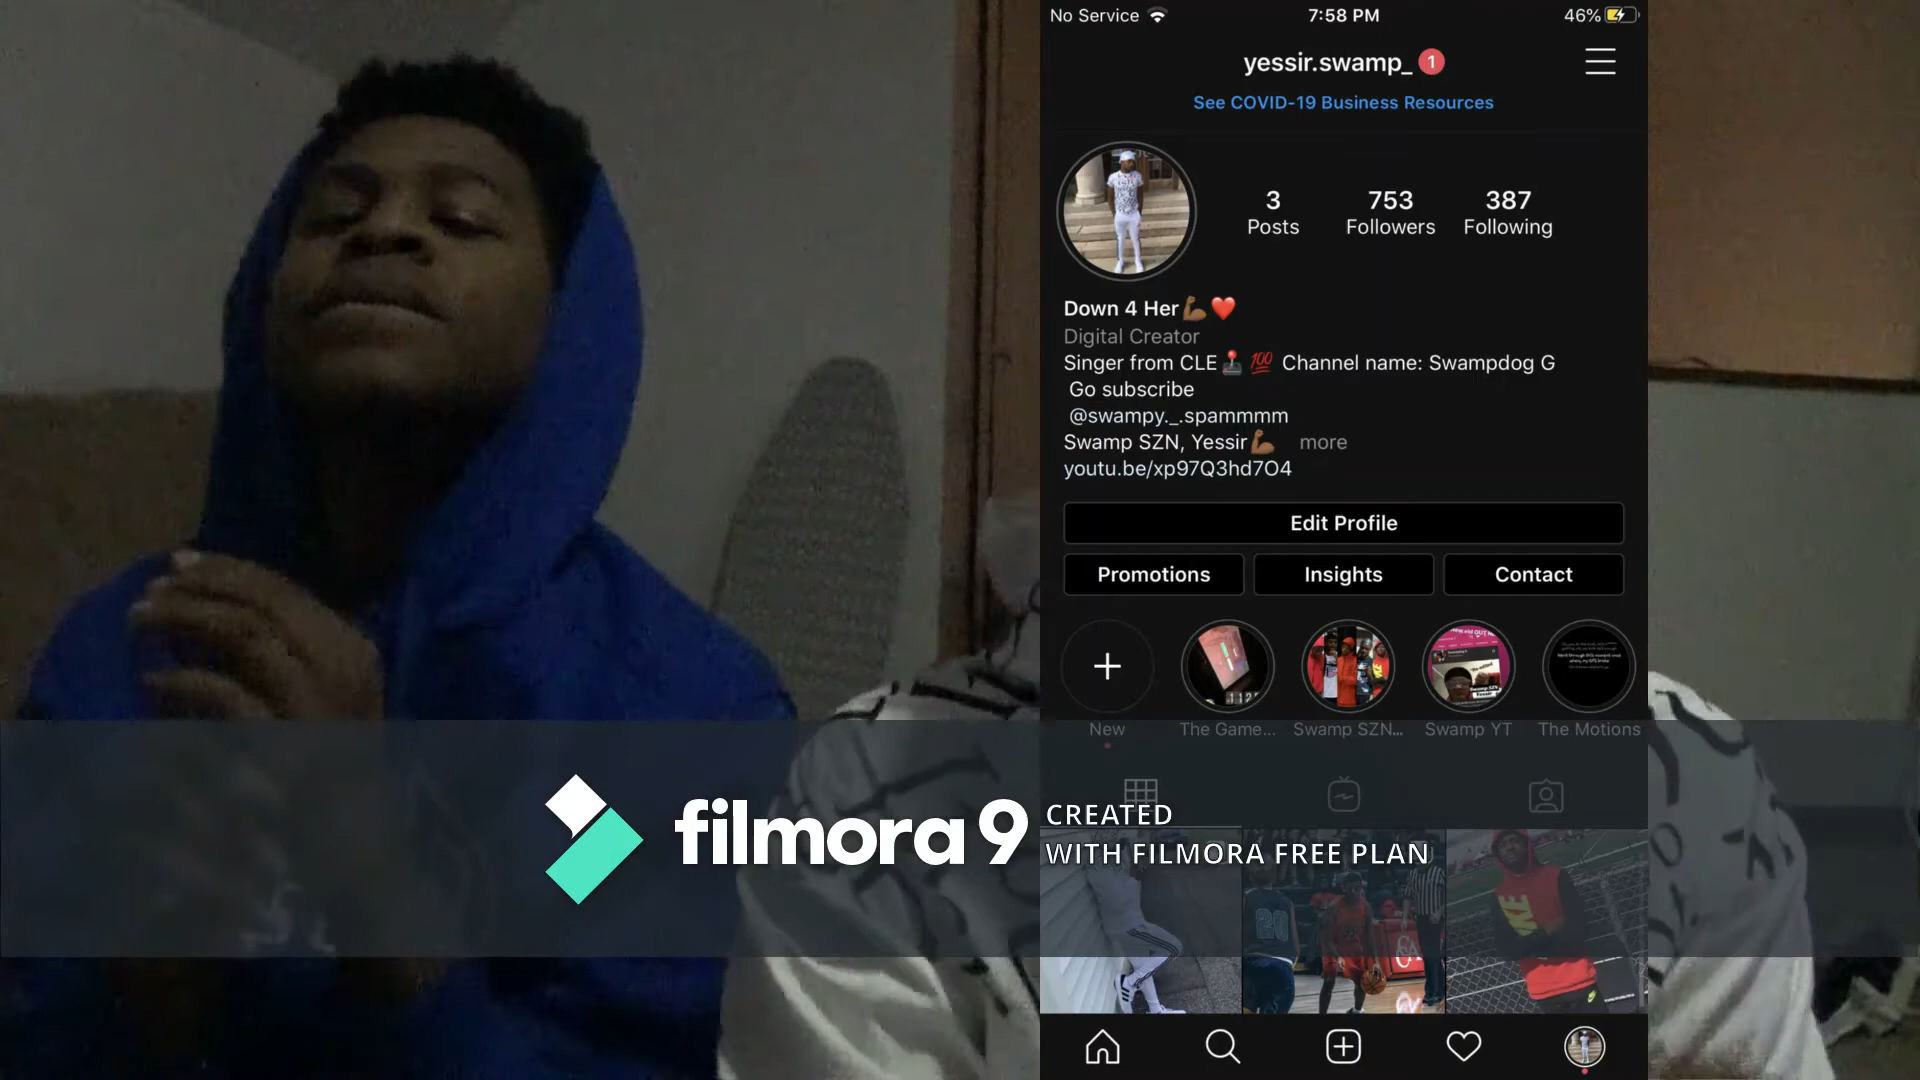 No Service
7:58 PM
46%
yessir.swamp_ 1
See COVID-19 Business Resources
3
Posts
753
Followers
387
Following
Down 4 Her💪🏾❤️
Digital Creator
Singer from CLE🕹️ 💯 Channel name: Swampdog G
Go subscribe
@swampy._.spammmm
Swamp SZN, Yessir💪🏾 more
youtu.be/xp97Q3hd7O4
Edit Profile
Promotions
Insights
Contact
New
The Game...
Swamp SZN...
Swamp YT
The Motions
filmora9
CREATED
WITH FILMORA FREE PLAN
20